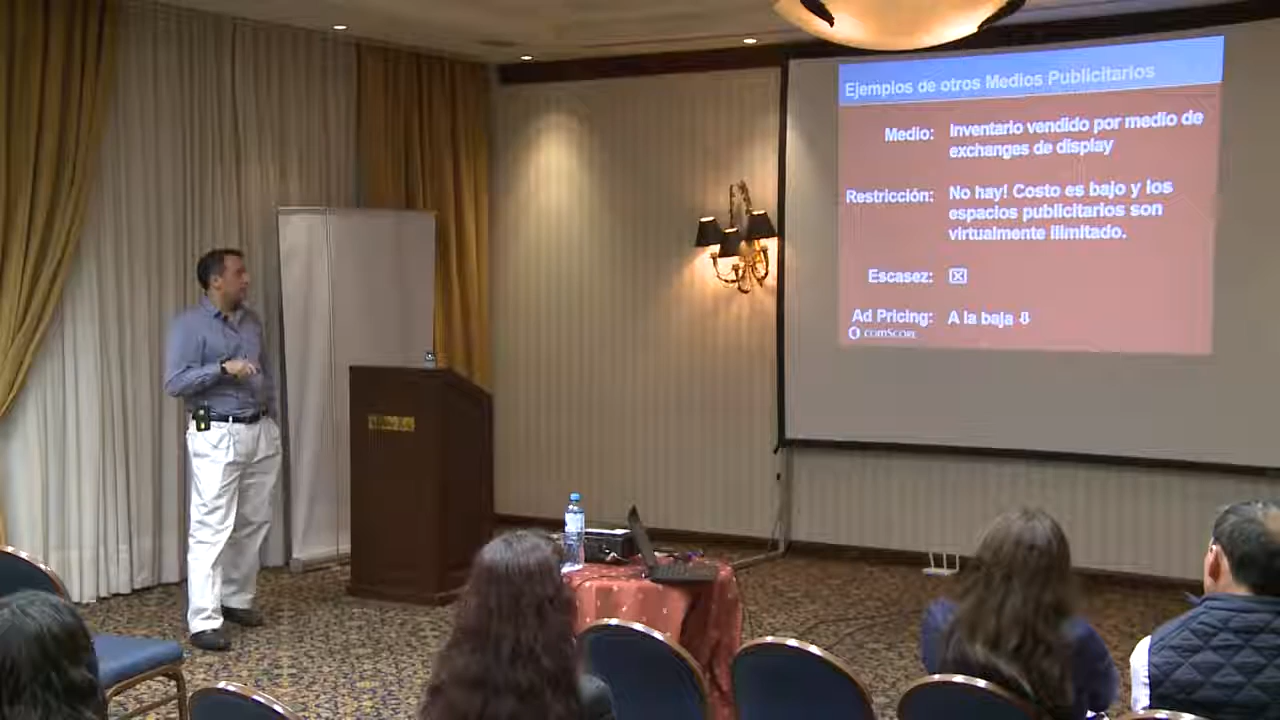 Ejemplos de otros Medios Publicitarios
Medio: Inventario vendido por medio de
exchanges de display
Restricción: No hay! Costo es bajo y los
espacios publicitarios son
virtualmente ilimitado.
Escasez: ☒
Ad Pricing: A la baja ⇩
comScore